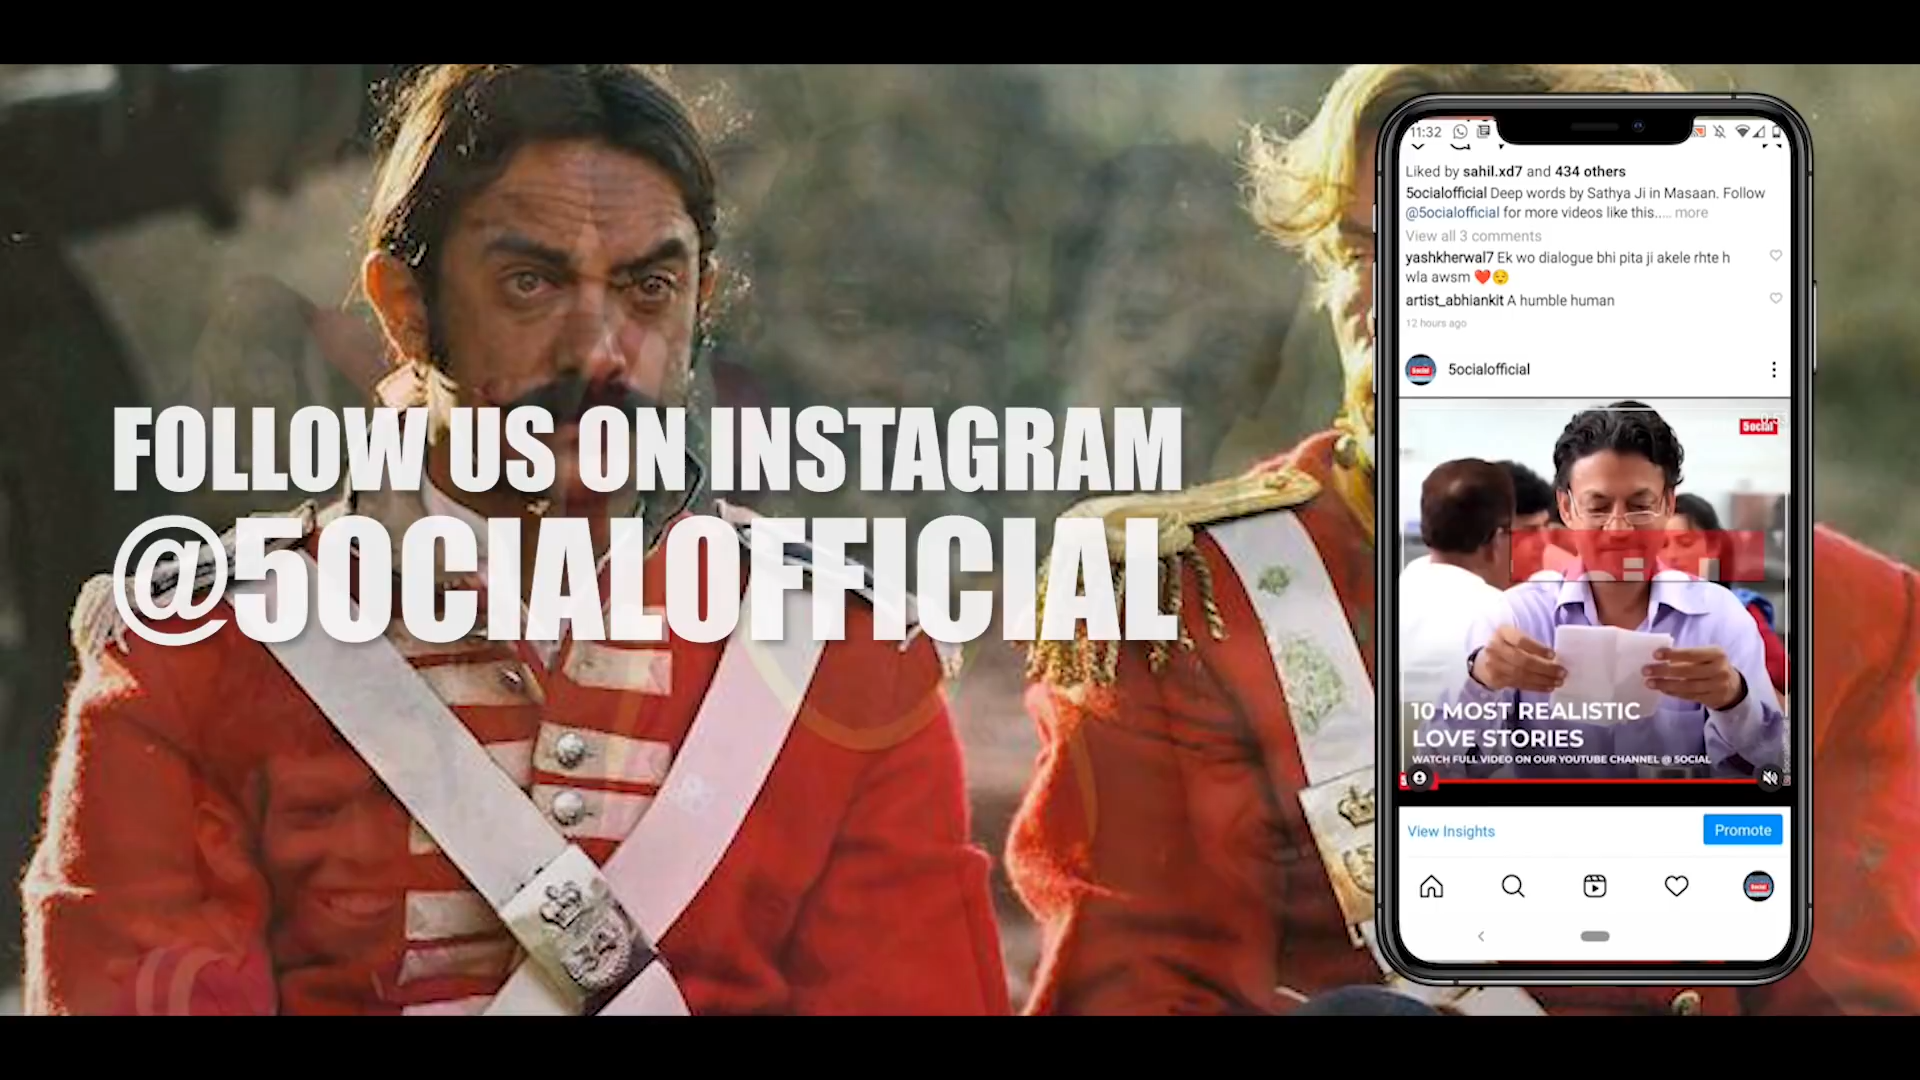 FOLLOW US ON INSTAGRAM
@5OCIALOFFICIAL
11:32
Liked by sahil.xd7 and 434 others
5ocialofficial Deep words by Sathya Ji in Masaan. Follow
@5ocialofficial for more videos like this..... more
View all 3 comments
yashkherwal7 Ek wo dialogue bhi pita ji akele rhte h
wla awsm ❤️😌
artist_abhiankit A humble human
12 hours ago
5ocialofficial
5ocial
10 MOST REALISTIC
LOVE STORIES
WATCH FULL VIDEO ON OUR YOUTUBE CHANNEL @ 5OCIAL
View Insights
Promote